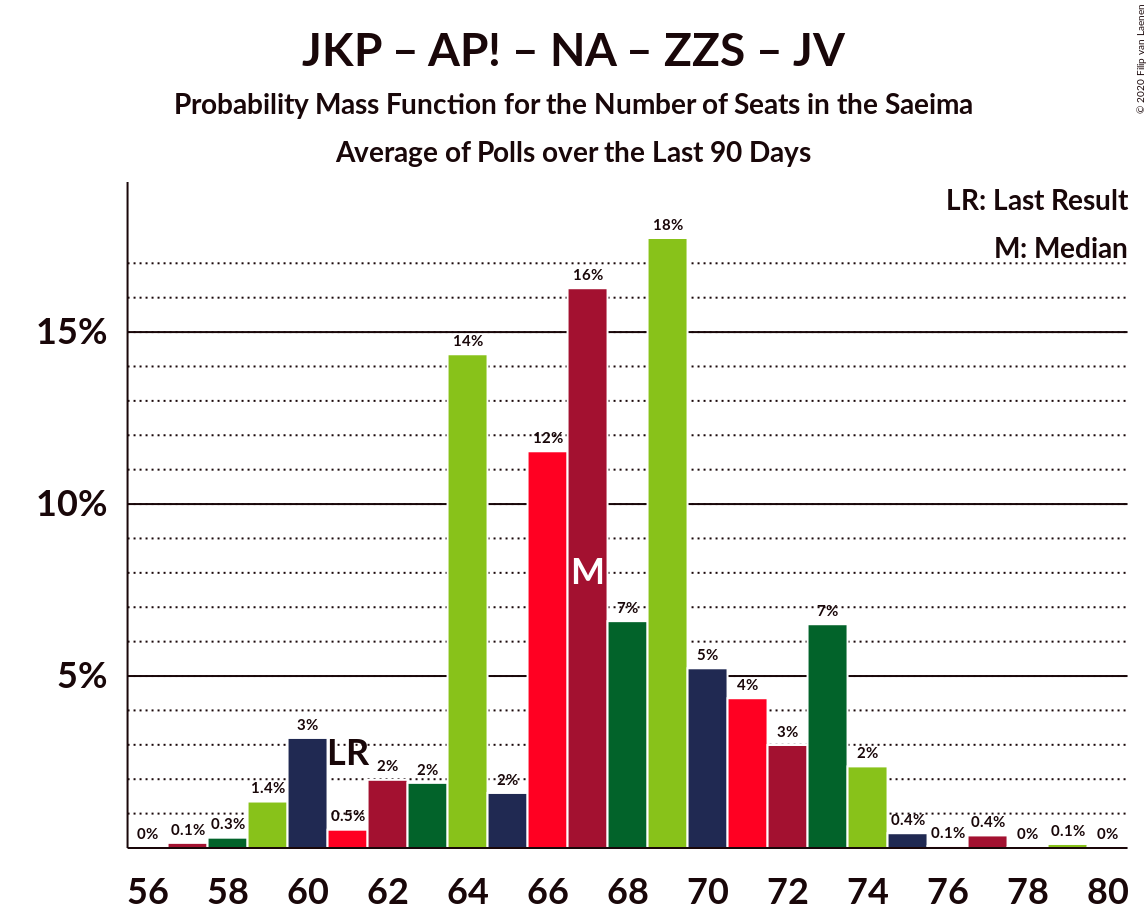 JKP – AP! – NA – ZZS – JV
Probability Mass Function for the Number of Seats in the Saeima
Average of Polls over the Last 90 Days
© 2020 Filip van Laenen
LR: Last Result
M: Median
15%
10%
5%
0% 0.1% 0.3% 1.4% 3% 0.5% 2% 2% 14% 2% 12% 16% 7% 18% 5% 4% 3% 7% 2% 0.4% 0.1% 0.4% 0% 0.1% 0%
LR
M
56 58 60 62 64 66 68 70 72 74 76 78 80